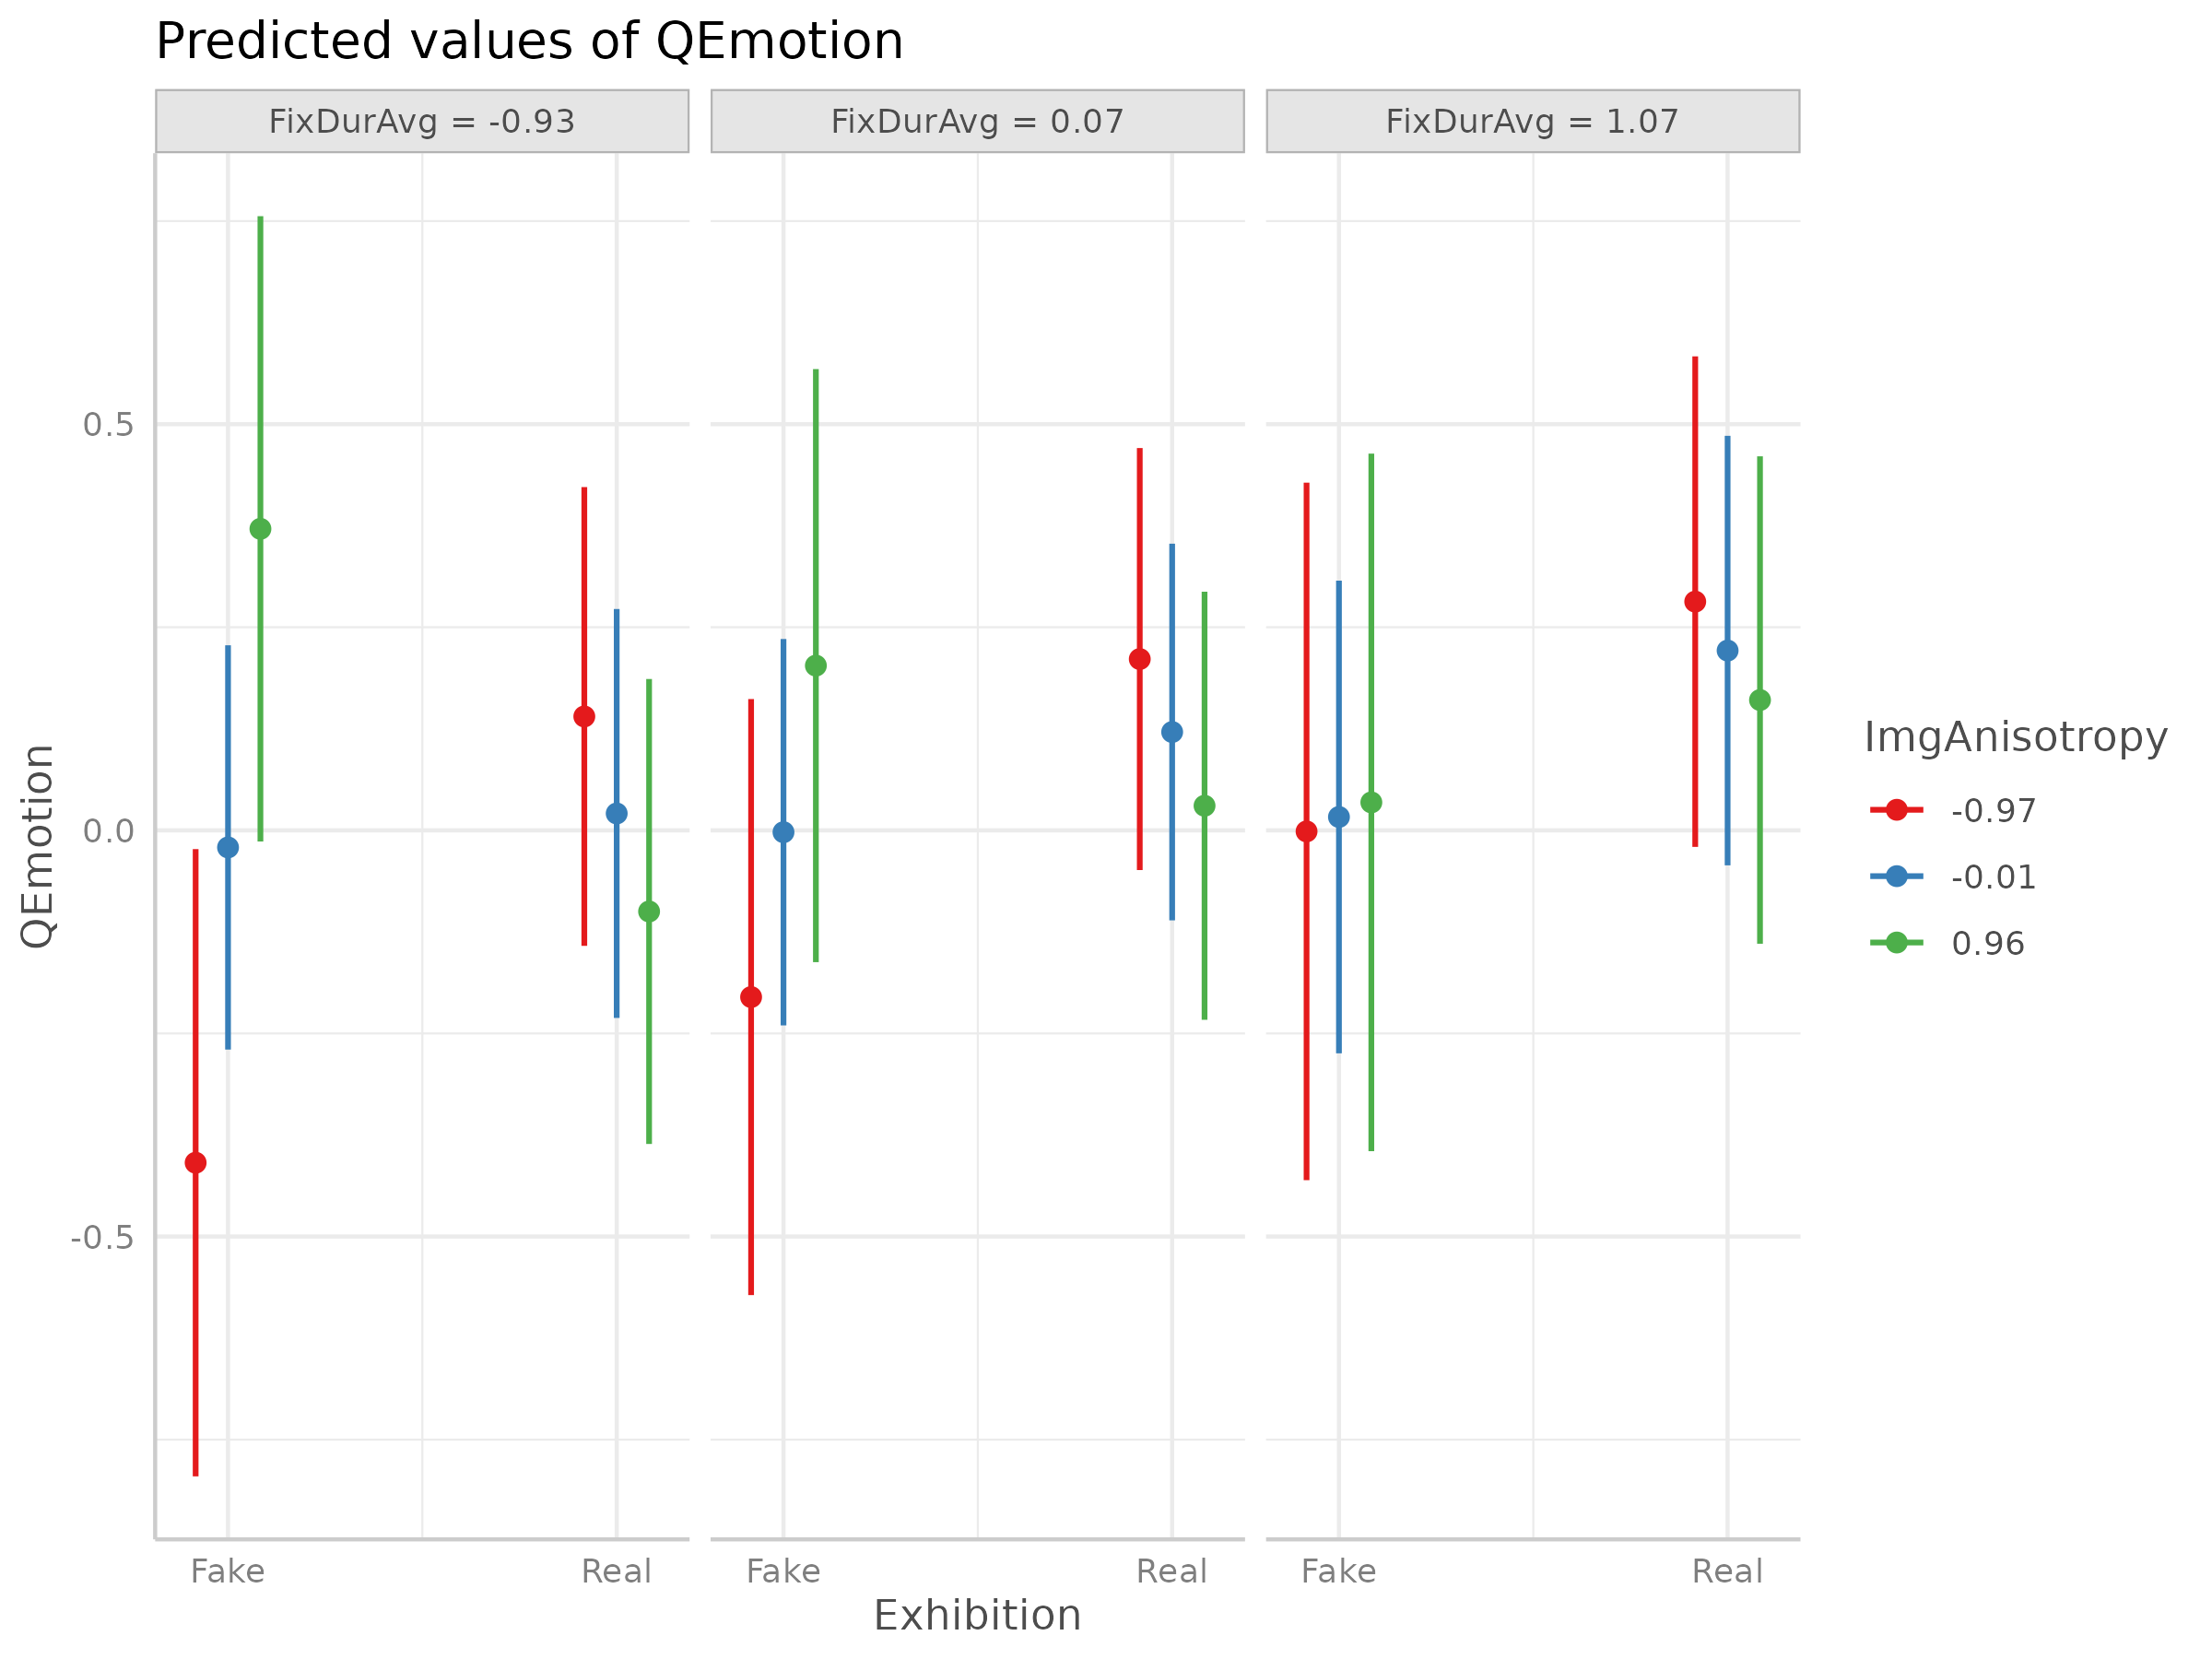 Predicted values of QEmotion
FixDurAvg = -0.93
FixDurAvg = 0.07
FixDurAvg = 1.07
QEmotion
0.5
0.0
-0.5
Fake
Real
Fake
Real
Fake
Real
Exhibition
ImgAnisotropy
-0.97
-0.01
0.96